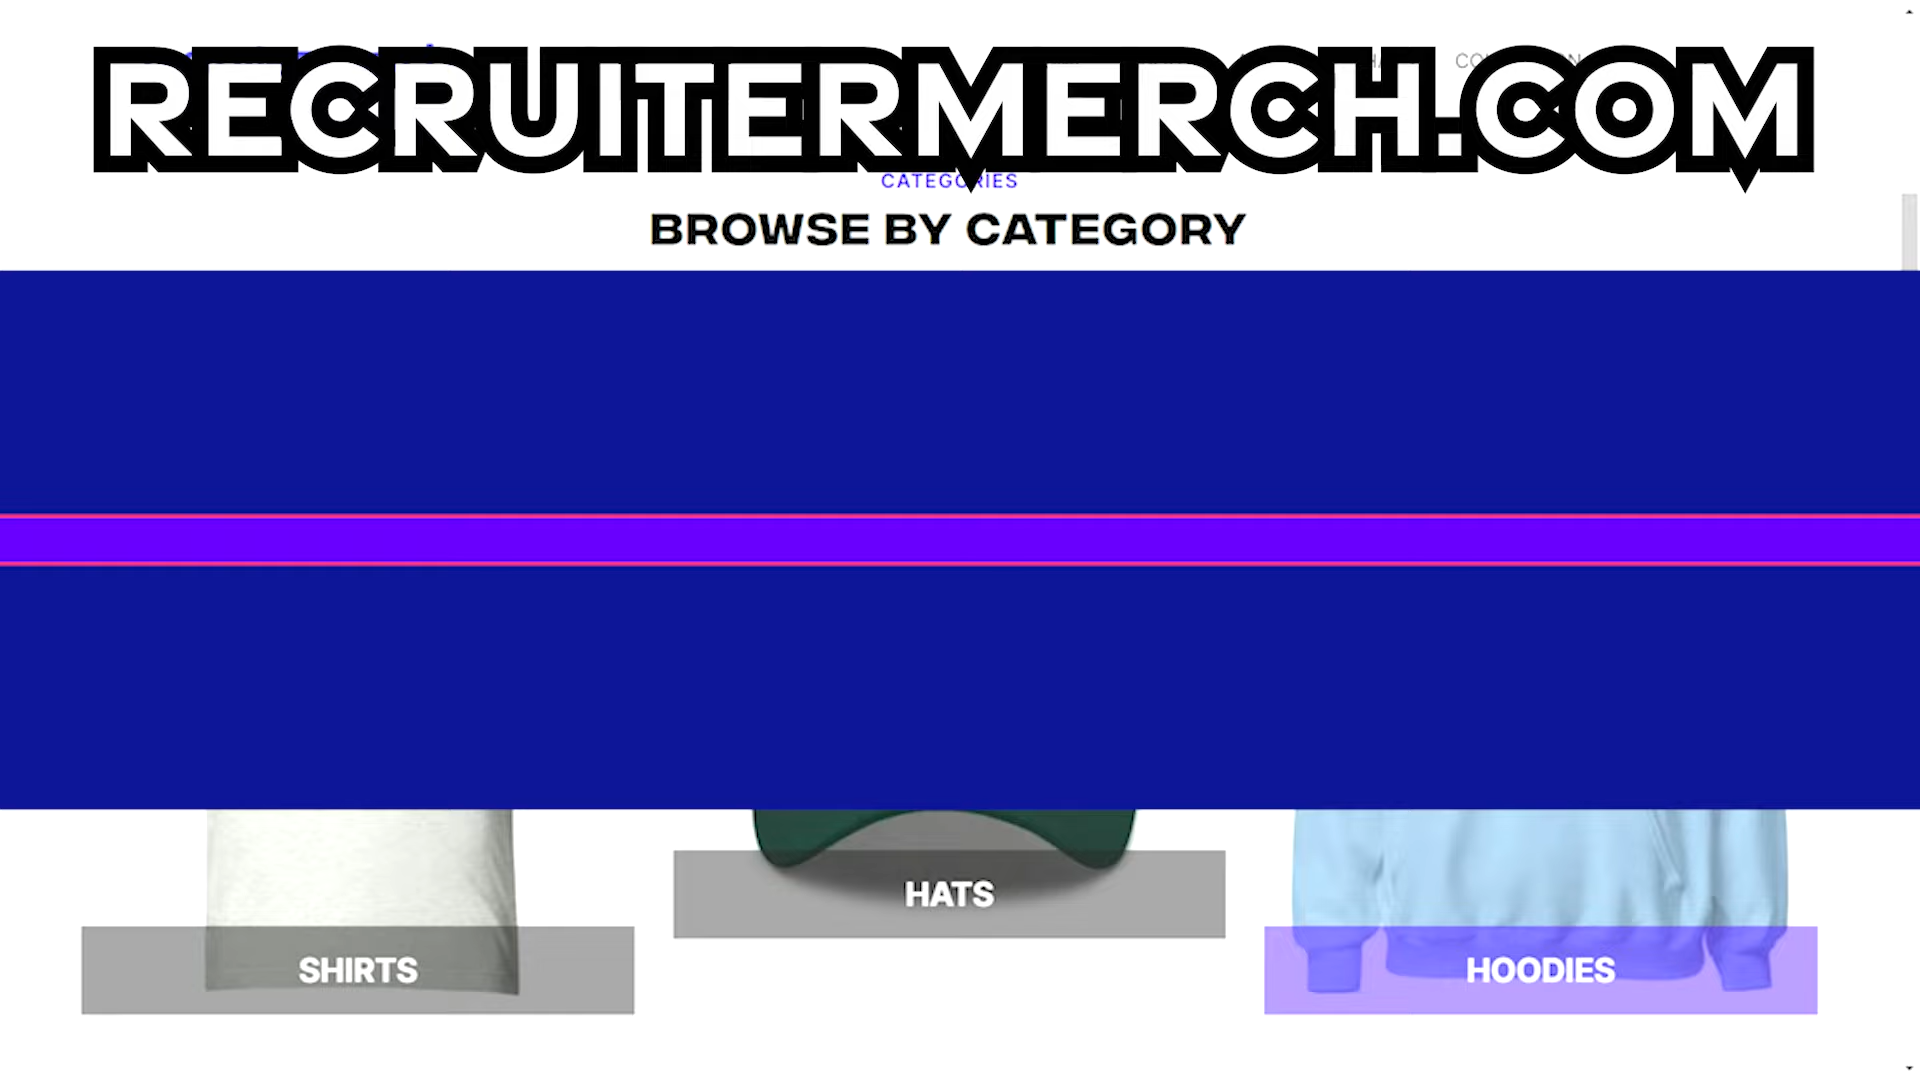 RECRUITERMERCH.COM
CATEGORIES
BROWSE BY CATEGORY
HATS
SHIRTS
HOODIES